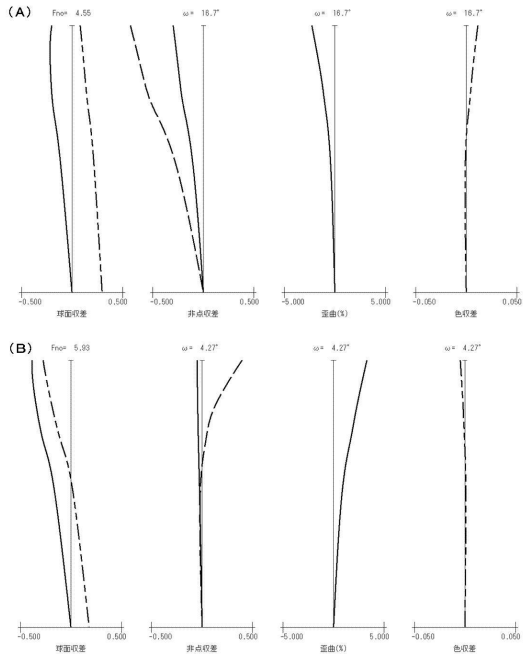 (A)
Fno= 4.55
ω= 16.7°
ω= 16.7°
ω= 16.7°
-0.500 0.500
球面収差
-0.500 0.500
非点収差
-5.000 5.000
歪曲(%)
-0.050 0.050
色収差
(B)
Fno= 5.93
ω= 4.27°
ω= 4.27°
ω= 4.27°
-0.500 0.500
球面収差
-0.500 0.500
非点収差
-5.000 5.000
歪曲(%)
-0.050 0.050
色収差